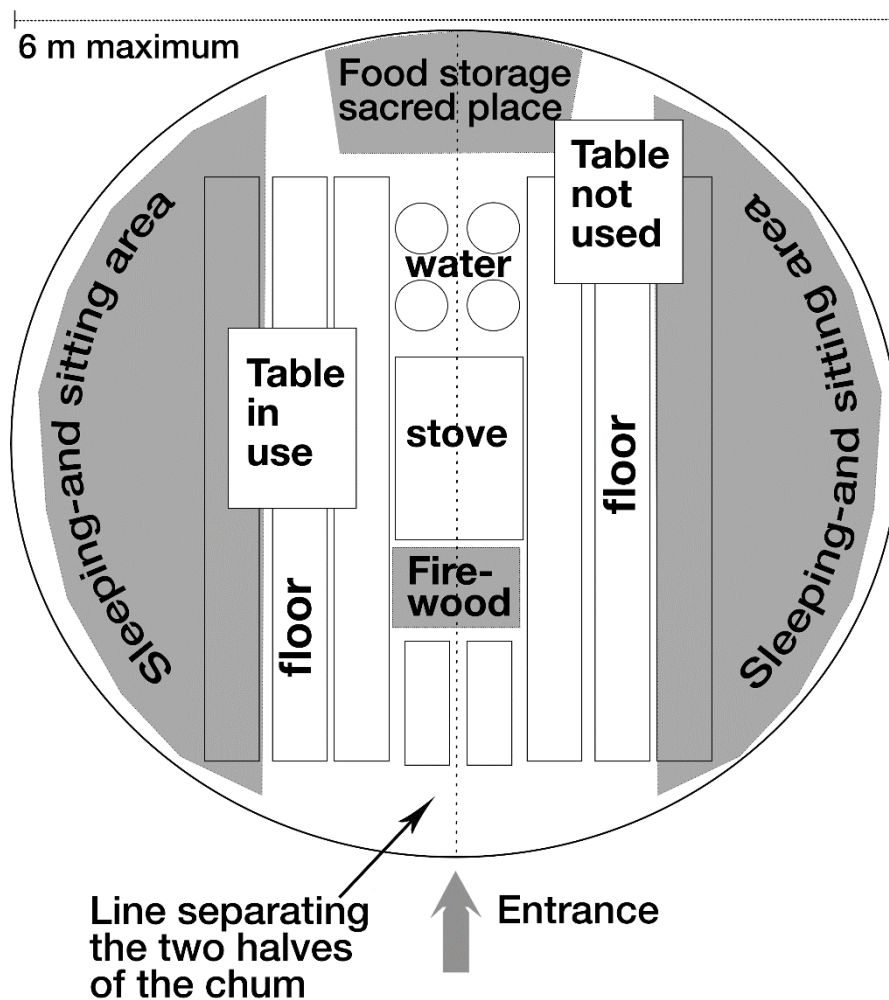 6 m maximum
Food storage
sacred place
Table
not
used
water
Sleeping-and sitting area
Sleeping-and sitting area
Table
in
use
stove
floor
Fire-
wood
floor
Line separating
the two halves
of the chum
Entrance